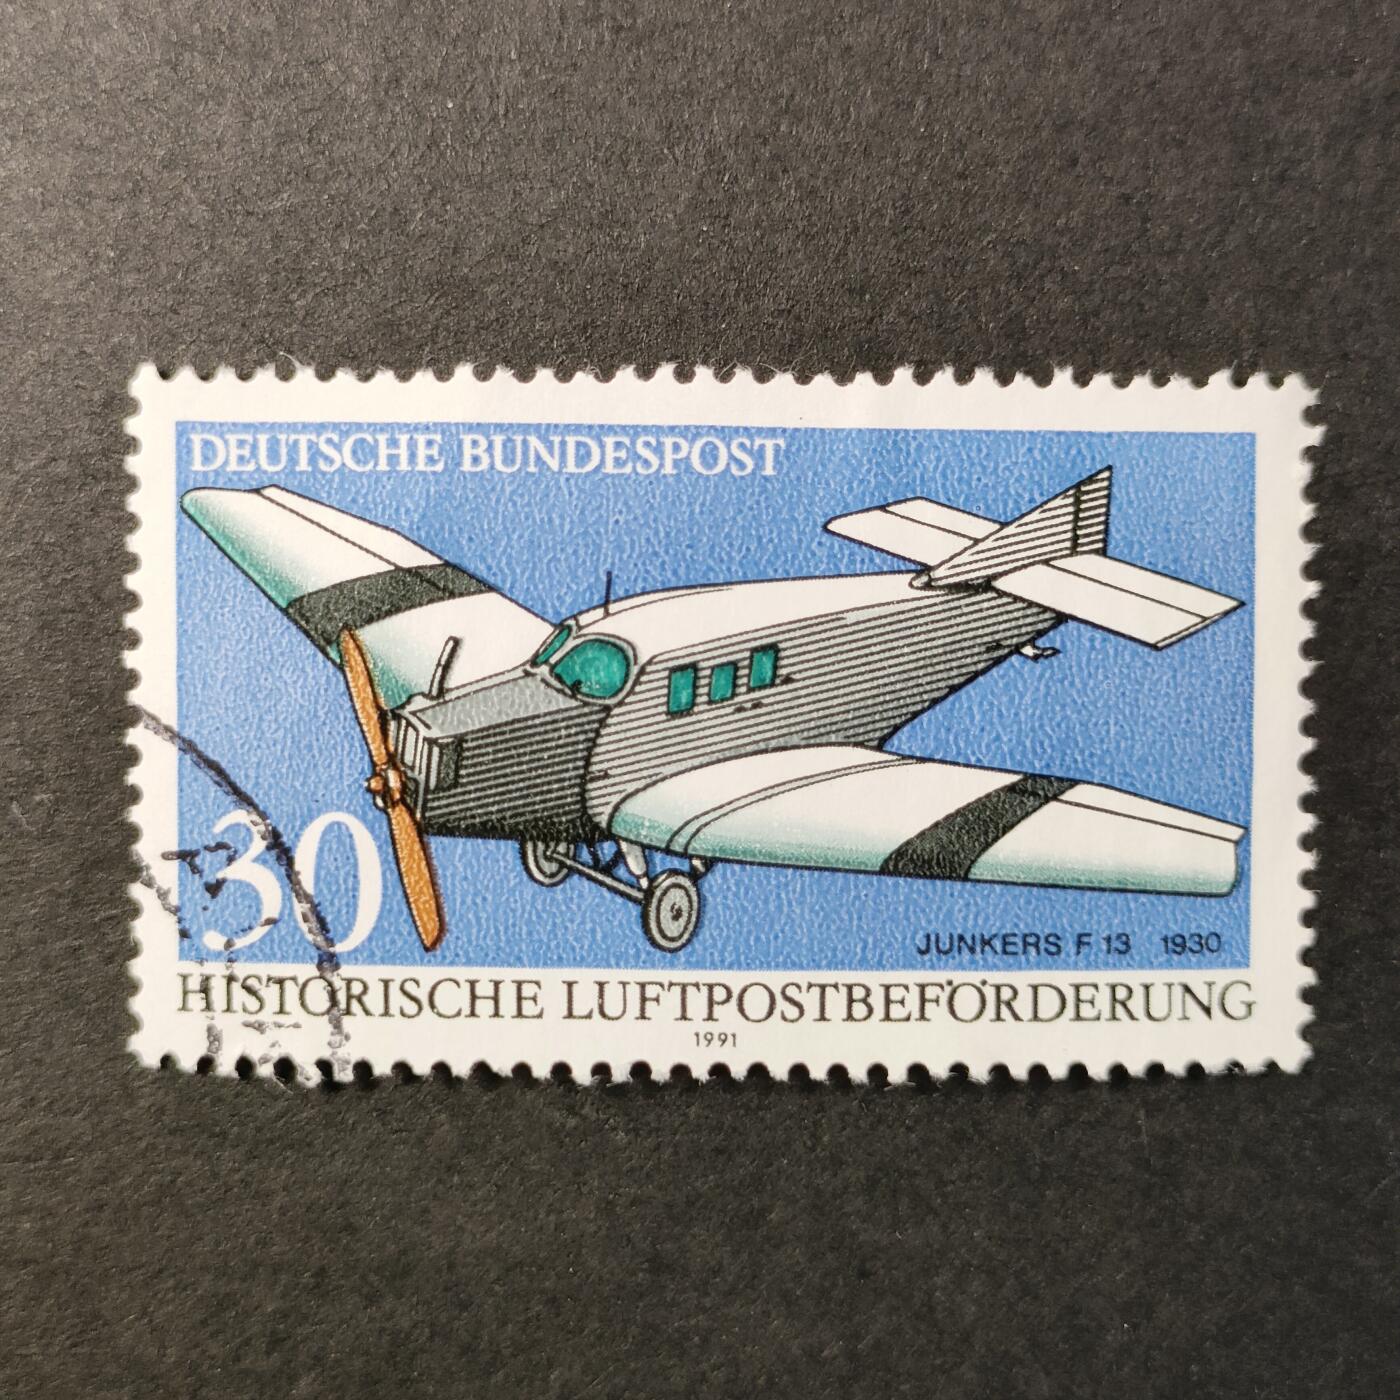 DEUTSCHE BUNDESPOST
30
JUNKERS F 13 1930
HISTORISCHE LUFTPOSTBEFÖRDERUNG
1991